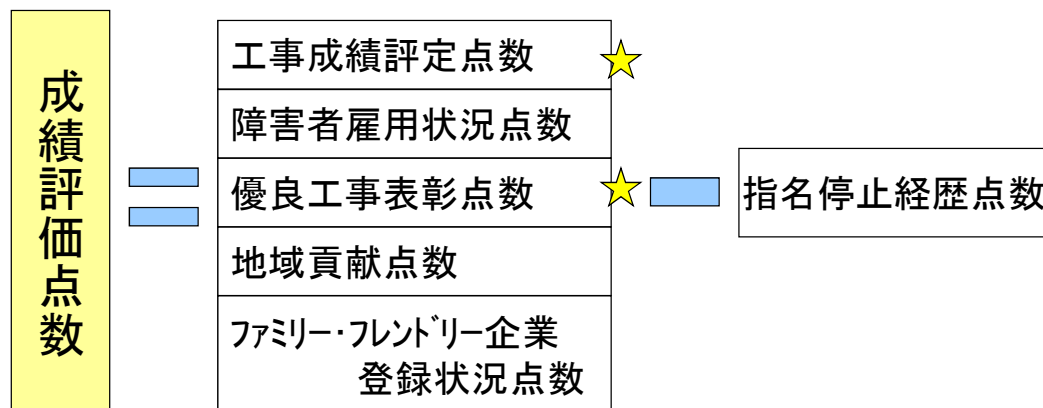 成績評価点数
工事成績評定点数
障害者雇用状況点数
優良工事表彰点数
地域貢献点数
ﾌｧﾐﾘｰ･ﾌﾚﾝﾄﾞﾘｰ企業
登録状況点数
指名停止経歴点数